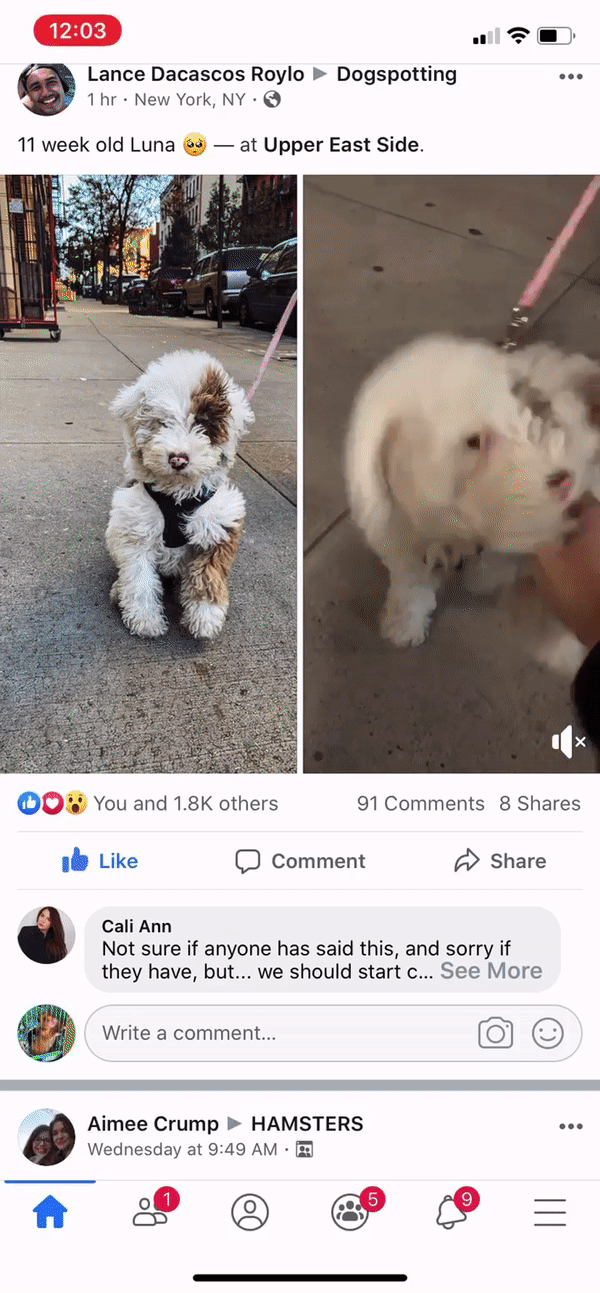 12:03
Lance Dacascos Roylo ▶ Dogspotting
1 hr · New York, NY ·
11 week old Luna 🥺 — at Upper East Side.
You and 1.8K others 91 Comments 8 Shares
Like Comment Share
Cali Ann
Not sure if anyone has said this, and sorry if
they have, but... we should start c... See More
Write a comment...
Aimee Crump ▶ HAMSTERS
Wednesday at 9:49 AM ·
1 5 9